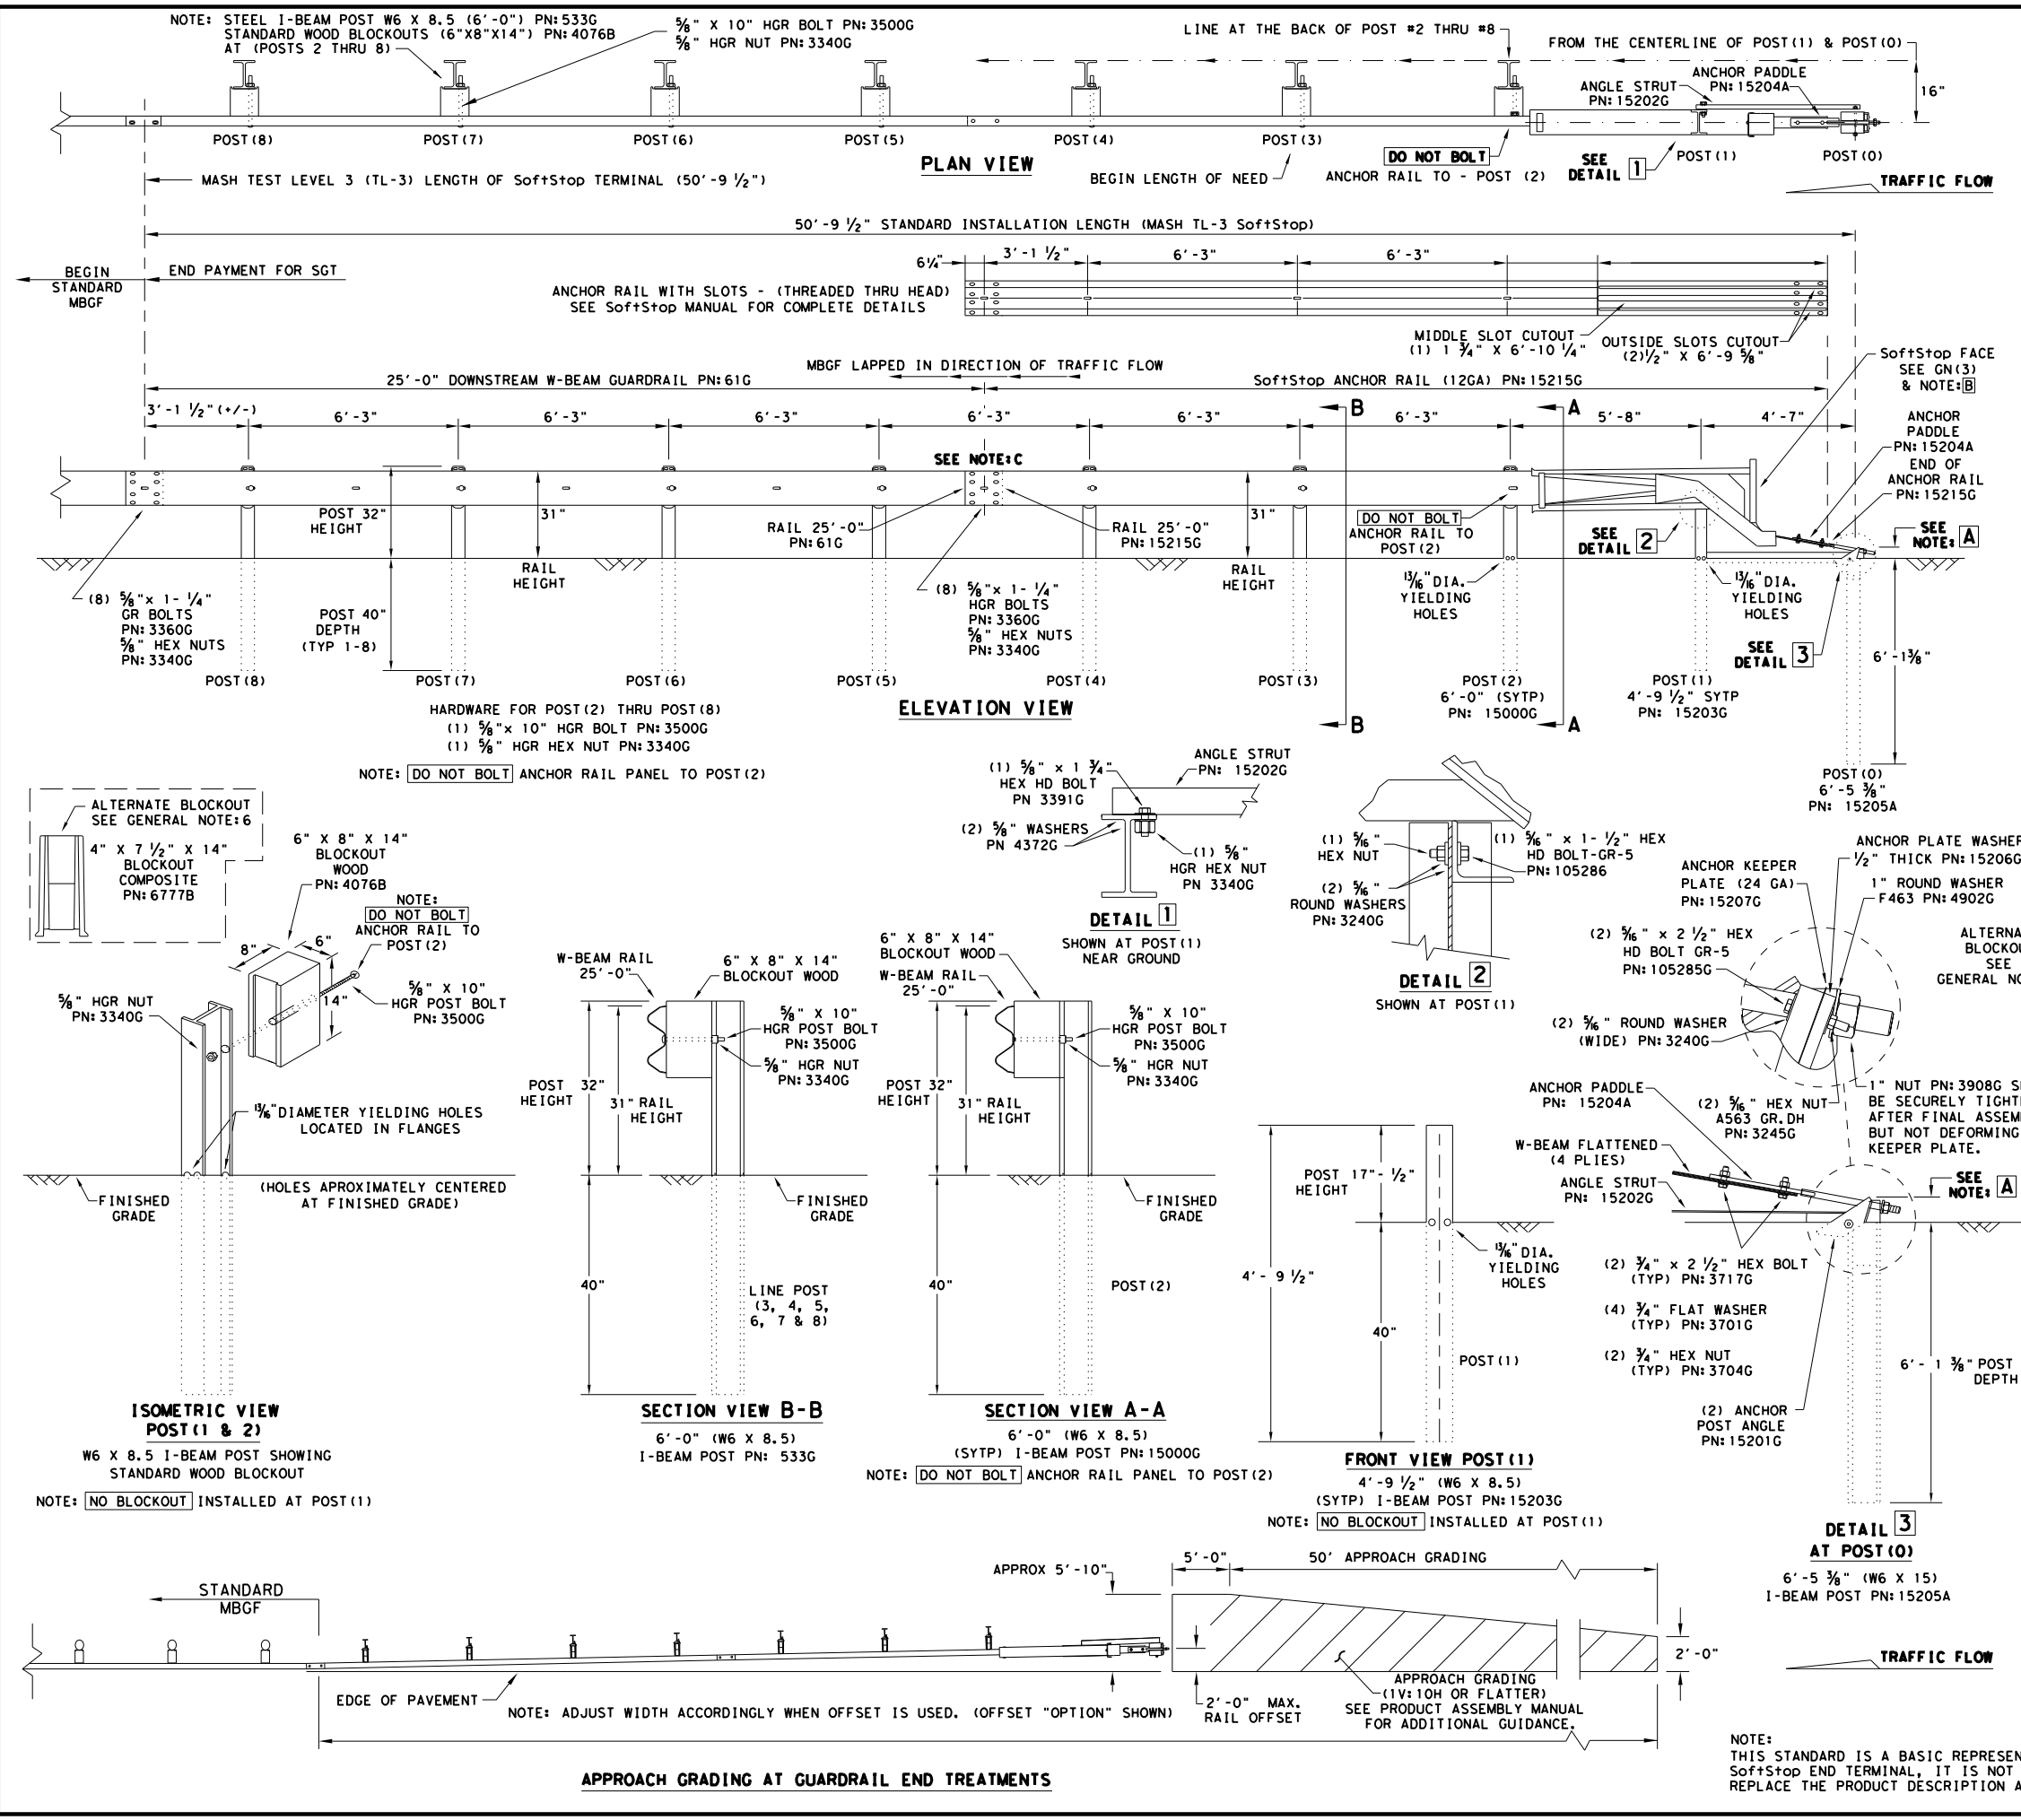 NOTE: STEEL I-BEAM POST W6 X 8.5 (6'-0") PN:533G
STANDARD WOOD BLOCKOUTS (6"X8"X14") PN:4076B
AT (POSTS 2 THRU 8)
5/8" X 10" HGR BOLT PN:3500G
5/8" HGR NUT PN:3340G
LINE AT THE BACK OF POST #2 THRU #8
FROM THE CENTERLINE OF POST(1) & POST(0)
ANGLE STRUT
PN:15202G
ANCHOR PADDLE
PN:15204A
16"
POST(8)
POST(7)
POST(6)
POST(5)
POST(4)
POST(3)
POST(1)
POST(0)
PLAN VIEW
BEGIN LENGTH OF NEED
DO NOT BOLT
ANCHOR RAIL TO - POST (2)
SEE
DETAIL 1
MASH TEST LEVEL 3 (TL-3) LENGTH OF SoftStop TERMINAL (50'-9 1/2")
TRAFFIC FLOW
50'-9 1/2" STANDARD INSTALLATION LENGTH (MASH TL-3 SoftStop)
BEGIN
STANDARD
MBGF
END PAYMENT FOR SGT
6 1/4"
3'-1 1/2"
6'-3"
6'-3"
ANCHOR RAIL WITH SLOTS - (THREADED THRU HEAD)
SEE SoftStop MANUAL FOR COMPLETE DETAILS
MIDDLE SLOT CUTOUT
(1) 1 3/4" X 6'-10 1/4"
OUTSIDE SLOTS CUTOUT
(2)1/2" X 6'-9 5/8"
MBGF LAPPED IN DIRECTION OF TRAFFIC FLOW
25'-0" DOWNSTREAM W-BEAM GUARDRAIL PN:61G
SoftStop ANCHOR RAIL (12GA) PN:15215G
SoftStop FACE
SEE GN(3)
& NOTE:B
3'-1 1/2"(+/-)
6'-3"
6'-3"
6'-3"
6'-3"
6'-3"
6'-3"
5'-8"
4'-7"
B
A
ANCHOR
PADDLE
PN:15204A
END OF
ANCHOR RAIL
PN:15215G
SEE NOTE:C
POST 32"
HEIGHT
31"
RAIL
HEIGHT
RAIL 25'-0"
PN:61G
RAIL 25'-0"
PN:15215G
31"
RAIL
HEIGHT
DO NOT BOLT
ANCHOR RAIL TO
POST(2)
SEE
DETAIL 2
SEE
NOTE: A
(8) 5/8"x 1- 1/4"
GR BOLTS
PN:3360G
5/8" HEX NUTS
PN:3340G
POST 40"
DEPTH
(TYP 1-8)
(8) 5/8"x 1- 1/4"
HGR BOLTS
PN:3360G
5/8" HEX NUTS
PN:3340G
13/16"DIA.
YIELDING
HOLES
13/16"DIA.
YIELDING
HOLES
SEE
DETAIL 3
6'-1 3/8"
POST(8)
POST(7)
POST(6)
POST(5)
POST(4)
POST(3)
POST(2)
6'-0" (SYTP)
PN: 15000G
POST(1)
4'-9 1/2" SYTP
PN: 15203G
B
A
POST(0)
6'-5 3/8"
PN: 15205A
HARDWARE FOR POST(2) THRU POST(8)
(1) 5/8"x 10" HGR BOLT PN:3500G
(1) 5/8" HGR HEX NUT PN:3340G
ELEVATION VIEW
NOTE: DO NOT BOLT ANCHOR RAIL PANEL TO POST(2)
ALTERNATE BLOCKOUT
SEE GENERAL NOTE:6
4" X 7 1/2" X 14"
BLOCKOUT
COMPOSITE
PN:6777B
6" X 8" X 14"
BLOCKOUT
WOOD
PN:4076B
NOTE:
DO NOT BOLT
ANCHOR RAIL TO
POST(2)
8"
6"
14"
5/8" HGR NUT
PN:3340G
5/8" X 10"
HGR POST BOLT
PN:3500G
13/16"DIAMETER YIELDING HOLES
LOCATED IN FLANGES
FINISHED
GRADE
(HOLES APROXIMATELY CENTERED
AT FINISHED GRADE)
ISOMETRIC VIEW
POST(1 & 2)
W6 X 8.5 I-BEAM POST SHOWING
STANDARD WOOD BLOCKOUT
NOTE: NO BLOCKOUT INSTALLED AT POST(1)
W-BEAM RAIL
25'-0"
6" X 8" X 14"
BLOCKOUT WOOD
5/8" X 10"
HGR POST BOLT
PN:3500G
5/8" HGR NUT
PN:3340G
POST 32"
HEIGHT
31" RAIL
HEIGHT
FINISHED
GRADE
40"
LINE POST
(3, 4, 5,
6, 7 & 8)
SECTION VIEW B-B
6'-0" (W6 X 8.5)
I-BEAM POST PN: 533G
6" X 8" X 14"
BLOCKOUT WOOD
W-BEAM RAIL
25'-0"
5/8" X 10"
HGR POST BOLT
PN:3500G
5/8" HGR NUT
PN:3340G
POST 32"
HEIGHT
31" RAIL
HEIGHT
FINISHED
GRADE
40"
POST(2)
SECTION VIEW A-A
6'-0" (W6 X 8.5)
(SYTP) I-BEAM POST PN:15000G
NOTE: DO NOT BOLT ANCHOR RAIL PANEL TO POST(2)
(1) 5/8" x 1 3/4"
HEX HD BOLT
PN 3391G
ANGLE STRUT
PN: 15202G
(2) 5/8" WASHERS
PN 4372G
(1) 5/8"
HGR HEX NUT
PN 3340G
DETAIL 1
SHOWN AT POST(1)
NEAR GROUND
(1) 5/16"
HEX NUT
(1) 5/16" x 1- 1/2" HEX
HD BOLT-GR-5
PN:105286
(2) 5/16"
ROUND WASHERS
PN:3240G
DETAIL 2
SHOWN AT POST(1)
POST 17"- 1/2"
HEIGHT
4'- 9 1/2"
40"
13/16"DIA.
YIELDING
HOLES
POST(1)
FRONT VIEW POST(1)
4'-9 1/2" (W6 X 8.5)
(SYTP) I-BEAM POST PN:15203G
NOTE: NO BLOCKOUT INSTALLED AT POST(1)
ANCHOR PLATE WASHER
1/2" THICK PN:15206G
ANCHOR KEEPER
PLATE (24 GA)
PN:15207G
1" ROUND WASHER
F463 PN:4902G
(2) 5/16" x 2 1/2" HEX
HD BOLT GR-5
PN:105285G
BLOCKOU
SEE
GENERAL
(2) 5/16" ROUND WASHER
(WIDE) PN:3240G
ANCHOR PADDLE
PN: 15204A
(2) 5/16" HEX NUT
A563 GR.DH
PN:3245G
1" NUT PN:3908G
BE SECURELY
AFTER FINAL
BUT NOT DEFORMING
KEEPER PLATE.
W-BEAM FLATTENED
(4 PLIES)
ANGLE STRUT
PN: 15202G
SEE
NOTE: A
(2) 3/4" x 2 1/2" HEX BOLT
(TYP) PN:3717G
(4) 3/4" FLAT WASHER
(TYP) PN:3701G
(2) 3/4" HEX NUT
(TYP) PN:3704G
6'- 1 3/8" POST
DEPTH
(2) ANCHOR
POST ANGLE
PN:15201G
DETAIL 3
AT POST(0)
6'-5 3/8" (W6 X 15)
I-BEAM POST PN:15205A
STANDARD
MBGF
APPROX 5'-10"
5'-0"
50' APPROACH GRADING
2'-0"
TRAFFIC FLOW
EDGE OF PAVEMENT
NOTE: ADJUST WIDTH ACCORDINGLY WHEN OFFSET IS USED. (OFFSET "OPTION" SHOWN)
2'-0" MAX.
RAIL OFFSET
APPROACH GRADING
(1V:10H OR FLATTER)
SEE PRODUCT ASSEMBLY MANUAL
FOR ADDITIONAL GUIDANCE.
APPROACH GRADING AT GUARDRAIL END TREATMENTS
NOTE:
THIS STANDARD IS A BASIC
SoftStop END TERMINAL, IT IS NOT
REPLACE THE PRODUCT DESCRIPTION